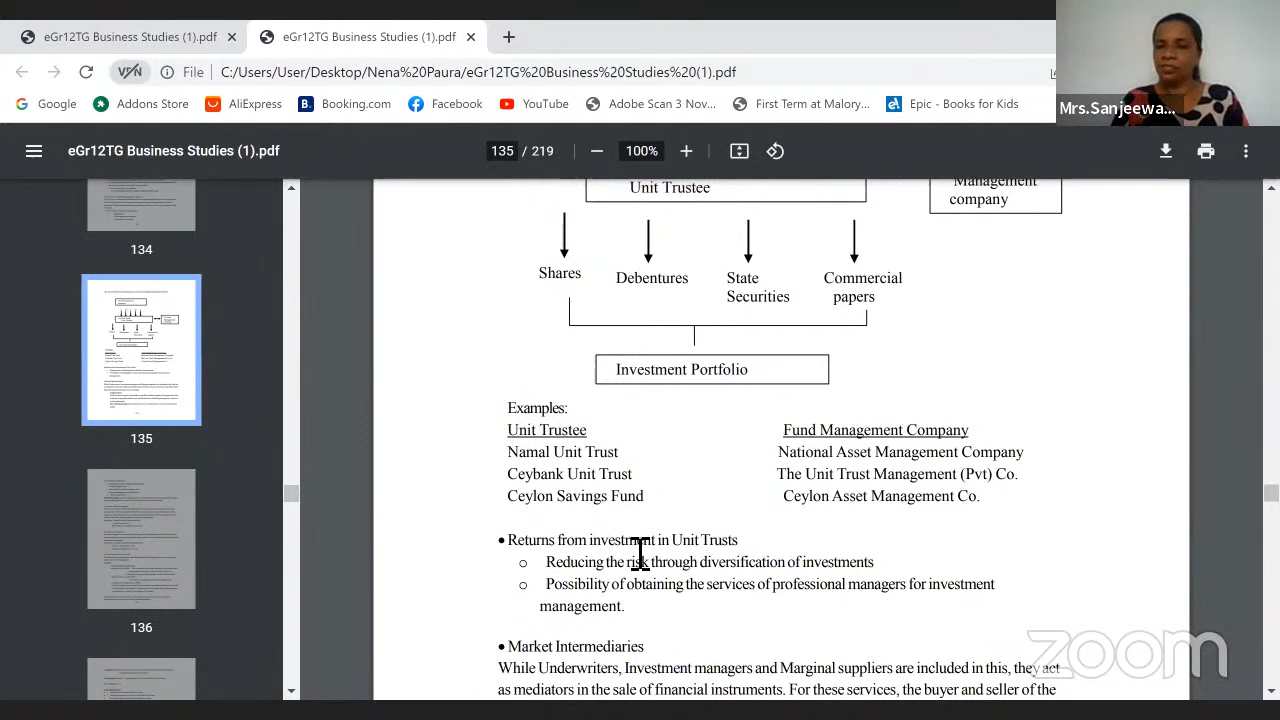 eGr12TG Business Studies (1).pdf
eGr12TG Business Studies (1).pdf
VPN
File
C:/Users/User/Desktop/Nena%20Paura/eGr12TG%20Business%20Studies%20(1).pdf
Google
Addons Store
AliExpress
B.
Booking.com
Facebook
YouTube
Adobe Scan 3 Nov...
First Term at Malory...
Epic - Books for Kids
Mrs.Sanjeewa...
eGr12TG Business Studies (1).pdf
135 / 219
100%
134
135
136
Unit Trustee
Management
company
Shares
Debentures
State
Securities
Commercial
papers
Investment Portfolio
Examples:
Unit Trustee Fund Management Company
Namal Unit Trust National Asset Management Company
Ceybank Unit Trust The Unit Trust Management (Pvt) Co.
Ceylon Savings Fund Ceylon Asset Management Co.
• Returns from investment in Unit Trusts
○ Reducing the risk through diversification of investments
○ Possibility of obtaining the services of professional managers for investment
management.
• Market Intermediaries
While Underwriters, Investment managers and Marginal suppliers are included in this, they act
as mediators in the sale of financial instruments. For these services, the buyer and seller of the
zoom